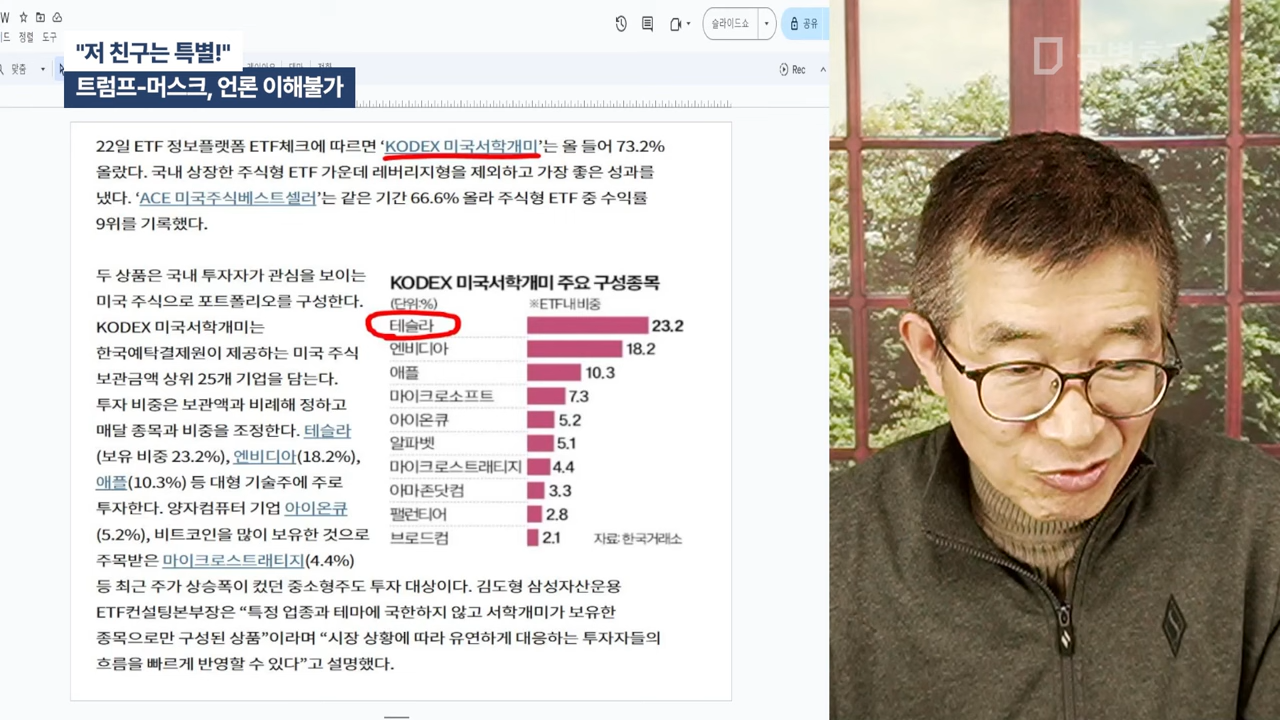 W
드 정렬 도구
슬라이드쇼
공유
맞춤
Rec
"저 친구는 특별!"
트럼프-머스크, 언론 이해불가
22일 ETF 정보플랫폼 ETF체크에 따르면 ‘KODEX 미국서학개미’는 올 들어 73.2%
올랐다. 국내 상장한 주식형 ETF 가운데 레버리지형을 제외하고 가장 좋은 성과를
냈다. ‘ACE 미국주식베스트셀러’는 같은 기간 66.6% 올라 주식형 ETF 중 수익률
9위를 기록했다.
두 상품은 국내 투자자가 관심을 보이는
미국 주식으로 포트폴리오를 구성한다.
KODEX 미국서학개미는
한국예탁결제원이 제공하는 미국 주식
보관금액 상위 25개 기업을 담는다.
투자 비중은 보관액과 비례해 정하고
매달 종목과 비중을 조정한다. 테슬라
(보유 비중 23.2%), 엔비디아(18.2%),
애플(10.3%) 등 대형 기술주에 주로
투자한다. 양자컴퓨터 기업 아이온큐
(5.2%), 비트코인을 많이 보유한 것으로
주목받은 마이크로스트래티지(4.4%)
등 최근 주가 상승폭이 컸던 중소형주도 투자 대상이다. 김도형 삼성자산운용
ETF컨설팅본부장은 “특정 업종과 테마에 국한하지 않고 서학개미가 보유한
종목으로만 구성된 상품”이라며 “시장 상황에 따라 유연하게 대응하는 투자자들의
흐름을 빠르게 반영할 수 있다”고 설명했다.
KODEX 미국서학개미 주요 구성종목
(단위:%) ※ETF내 비중
테슬라 23.2
엔비디아 18.2
애플 10.3
마이크로소프트 7.3
아이온큐 5.2
알파벳 5.1
마이크로스트래티지 4.4
아마존닷컴 3.3
팰런티어 2.8
브로드컴 2.1
자료: 한국거래소